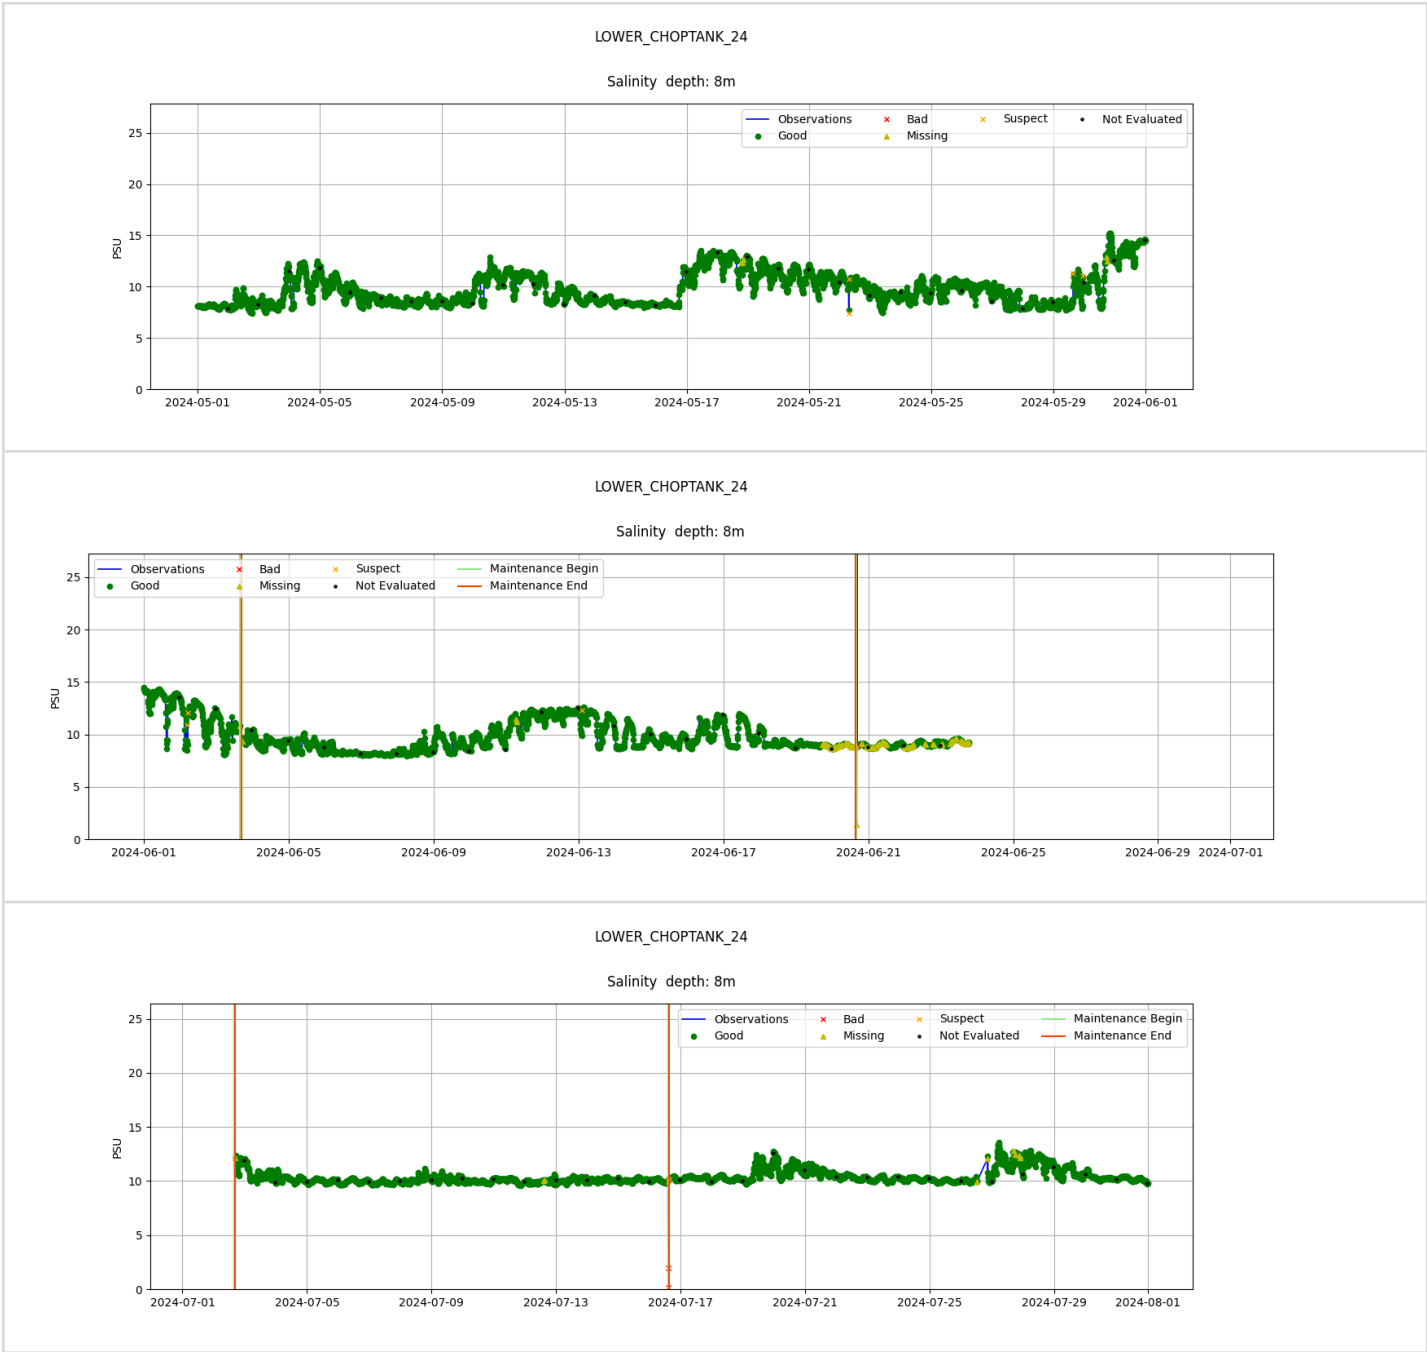 LOWER_CHOPTANK_24
Salinity depth: 8m
Observations Bad Suspect Not Evaluated
Good Missing
25
20
15
10
5
0
PSU
2024-05-01 2024-05-05 2024-05-09 2024-05-13 2024-05-17 2024-05-21 2024-05-25 2024-05-29 2024-06-01
LOWER_CHOPTANK_24
Salinity depth: 8m
Observations Bad Suspect Maintenance Begin
Good Missing Not Evaluated Maintenance End
25
20
15
10
5
0
PSU
2024-06-01 2024-06-05 2024-06-09 2024-06-13 2024-06-17 2024-06-21 2024-06-25 2024-06-29 2024-07-01
LOWER_CHOPTANK_24
Salinity depth: 8m
Observations Bad Suspect Maintenance Begin
Good Missing Not Evaluated Maintenance End
25
20
15
10
5
0
PSU
2024-07-01 2024-07-05 2024-07-09 2024-07-13 2024-07-17 2024-07-21 2024-07-25 2024-07-29 2024-08-01